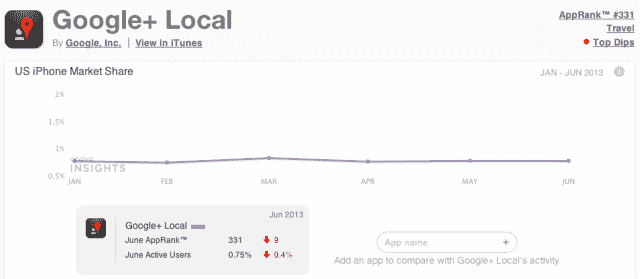 Google+ Local
By Google, Inc. | View in iTunes
AppRank™ #331
Travel
Top Dips
US iPhone Market Share
JAN - JUN 2013
2%
1.5%
1%
0.5%
INSIGHTS
JAN FEB MAR APR MAY JUN
Jun 2013
Google+ Local
June AppRank™ 331 9
June Active Users 0.75% 0.4%
App name +
Add an app to compare with Google+ Local's activity